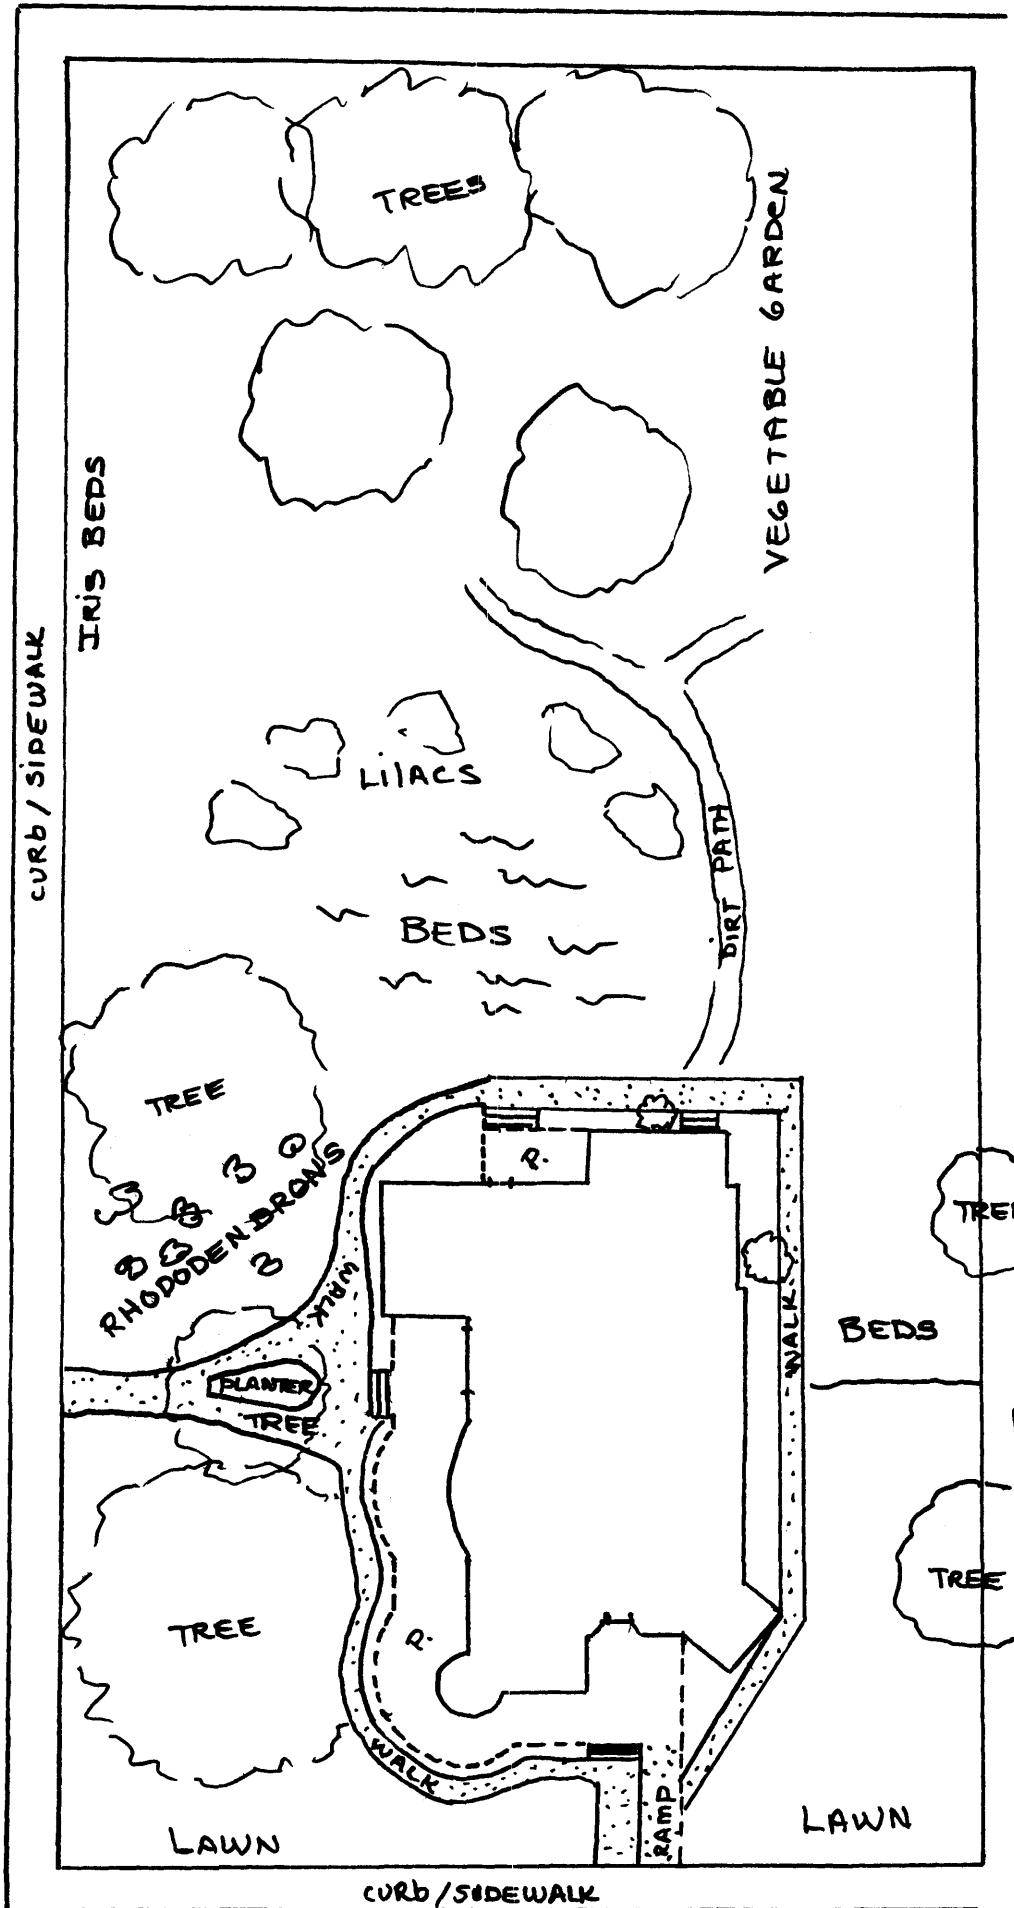 TREES
VEGETABLE GARDEN
IRIS BEDS
CURB/SIDEWALK
LILACS
DIRT PATH
BEDS
TREE
RHODODENDRONS
P.
TREE
WALK
WALK
BEDS
PLANTER
TREE
TREE
TREE
P.
WALK
RAMP
LAWN
LAWN
CURB/SIDEWALK